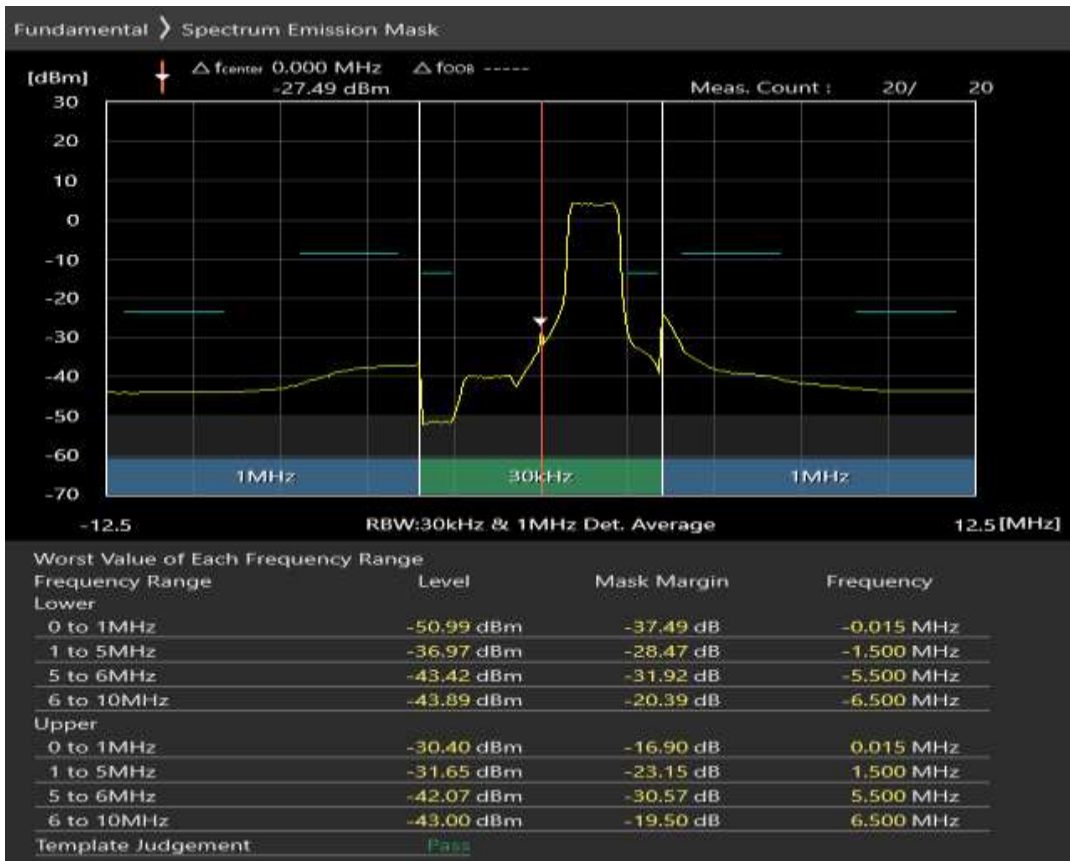 Fundamental ❯ Spectrum Emission Mask
△ fcenter 0.000 MHz △ fOOB -----
[dBm]
-27.49 dBm Meas. Count : 20/ 20
30
20
10
0
-10
-20
-30
-40
-50
-60
-70
1MHz 30kHz 1MHz
-12.5 RBW:30kHz & 1MHz Det. Average 12.5 [MHz]
Worst Value of Each Frequency Range
Frequency Range Level Mask Margin Frequency
Lower
0 to 1MHz -50.99 dBm -37.49 dB -0.015 MHz
1 to 5MHz -36.97 dBm -28.47 dB -1.500 MHz
5 to 6MHz -43.42 dBm -31.92 dB -5.500 MHz
6 to 10MHz -43.89 dBm -20.39 dB -6.500 MHz
Upper
0 to 1MHz -30.40 dBm -16.90 dB 0.015 MHz
1 to 5MHz -31.65 dBm -23.15 dB 1.500 MHz
5 to 6MHz -42.07 dBm -30.57 dB 5.500 MHz
6 to 10MHz -43.00 dBm -19.50 dB 6.500 MHz
Template Judgement Pass